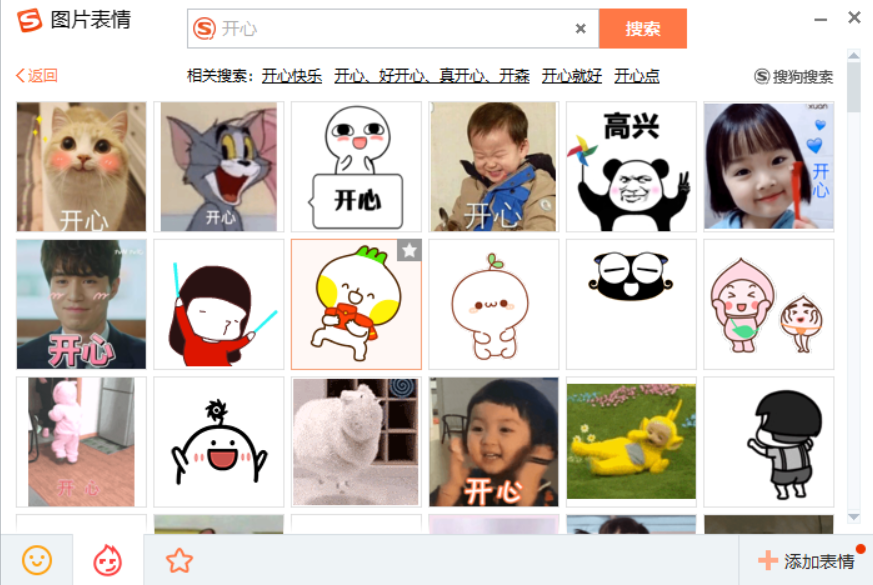 图片表情
开心
搜索
返回
相关搜索：开心快乐 开心、好开心、真开心、开森 开心就好 开心点
搜狗搜索
开心
开心
开心
开心
高兴
xuan
开心
开心
开心
开心
添加表情